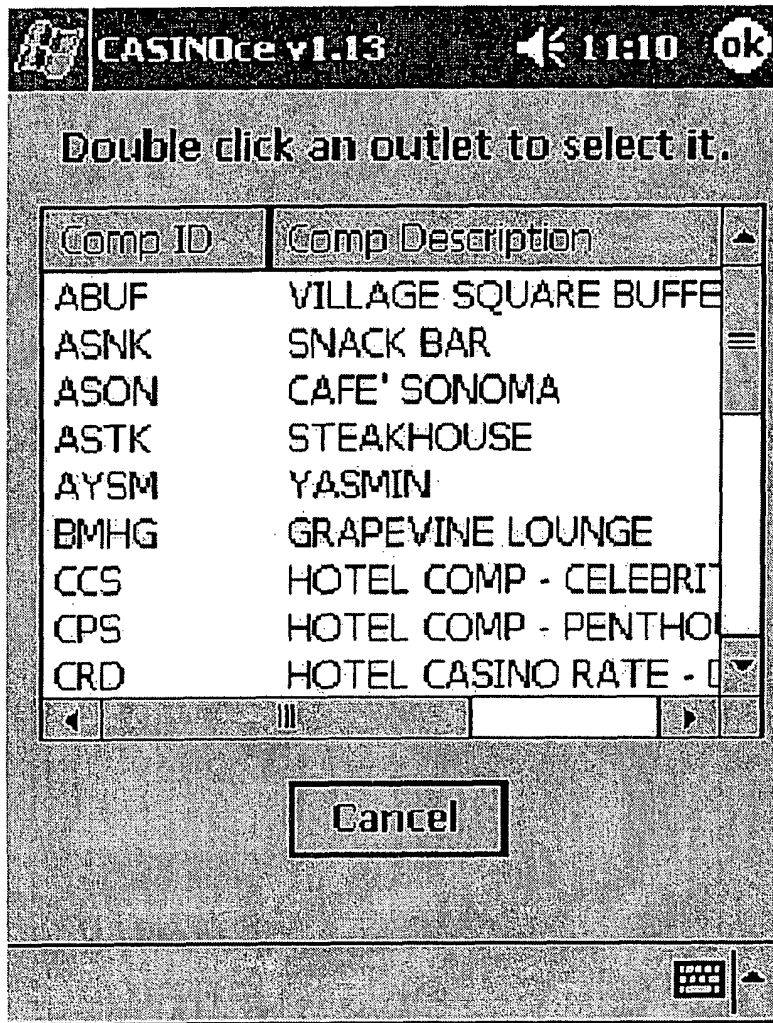 CASINOce v1.13 11:10 ok
Double click an outlet to select it.
Comp ID Comp Description
ABUF VILLAGE SQUARE BUFFE
ASNK SNACK BAR
ASON CAFE' SONOMA
ASTK STEAKHOUSE
AYSM YASMIN
BMHG GRAPEVINE LOUNGE
CCS HOTEL COMP - CELEBRIT
CPS HOTEL COMP - PENTHOU
CRD HOTEL CASINO RATE - D
Cancel